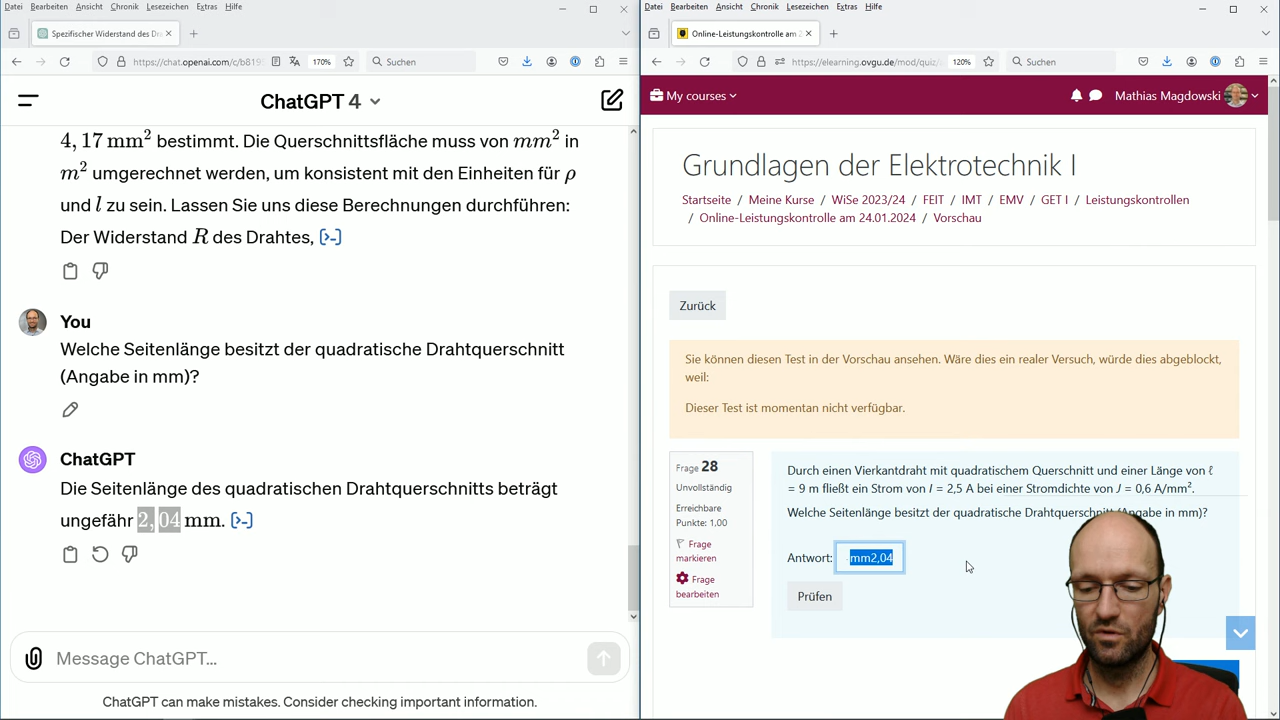 Datei Bearbeiten Ansicht Chronik Lesezeichen Extras Hilfe
Spezifischer Widerstand des Dra
https://chat.openai.com/c/b819
170%
Suchen
ChatGPT 4
4,17 mm² bestimmt. Die Querschnittsfläche muss von mm² in
m² umgerechnet werden, um konsistent mit den Einheiten für ρ
und l zu sein. Lassen Sie uns diese Berechnungen durchführen:
Der Widerstand R des Drahtes, [>-]
You
Welche Seitenlänge besitzt der quadratische Drahtquerschnitt
(Angabe in mm)?
ChatGPT
Die Seitenlänge des quadratischen Drahtquerschnitts beträgt
ungefähr 2,04 mm. [>-]
Message ChatGPT…
ChatGPT can make mistakes. Consider checking important information.
Datei Bearbeiten Ansicht Chronik Lesezeichen Extras Hilfe
Online-Leistungskontrolle am 2
https://elearning.ovgu.de/mod/quiz/
120%
Suchen
My courses
Mathias Magdowski
Grundlagen der Elektrotechnik I
Startseite / Meine Kurse / WiSe 2023/24 / FEIT / IMT / EMV / GET I / Leistungskontrollen
/ Online-Leistungskontrolle am 24.01.2024 / Vorschau
Zurück
Sie können diesen Test in der Vorschau ansehen. Wäre dies ein realer Versuch, würde dies abgeblockt,
weil:
Dieser Test ist momentan nicht verfügbar.
Frage 28
Unvollständig
Erreichbare
Punkte: 1,00
Frage
markieren
Frage
bearbeiten
Durch einen Vierkantdraht mit quadratischem Querschnitt und einer Länge von ℓ
= 9 m fließt ein Strom von I = 2,5 A bei einer Stromdichte von J = 0,6 A/mm².
Welche Seitenlänge besitzt der quadratische Drahtquerschnitt (Angabe in mm)?
Antwort: mm2,04
Prüfen